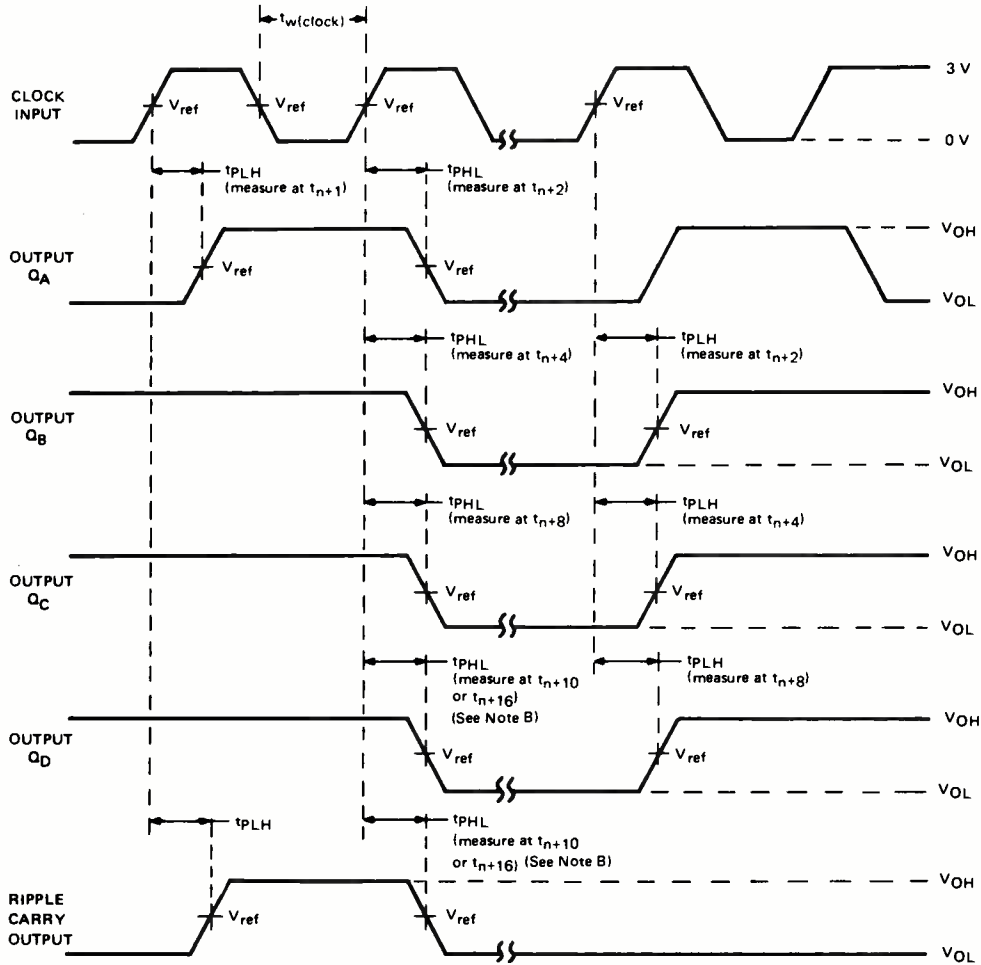 tw(clock)
CLOCK
INPUT
Vref
Vref
Vref
Vref
3 V
0 V
tPLH
(measure at tn+1)
tPHL
(measure at tn+2)
OUTPUT
QA
Vref
Vref
VOH
VOL
tPHL
(measure at tn+4)
tPLH
(measure at tn+2)
OUTPUT
QB
Vref
Vref
VOH
VOL
tPHL
(measure at tn+8)
tPLH
(measure at tn+4)
OUTPUT
QC
Vref
Vref
VOH
VOL
tPHL
(measure at tn+10
or tn+16)
(See Note B)
tPLH
(measure at tn+8)
OUTPUT
QD
Vref
Vref
VOH
VOL
tPLH
tPHL
(measure at tn+10
or tn+16) (See Note B)
RIPPLE
CARRY
OUTPUT
Vref
Vref
VOH
VOL